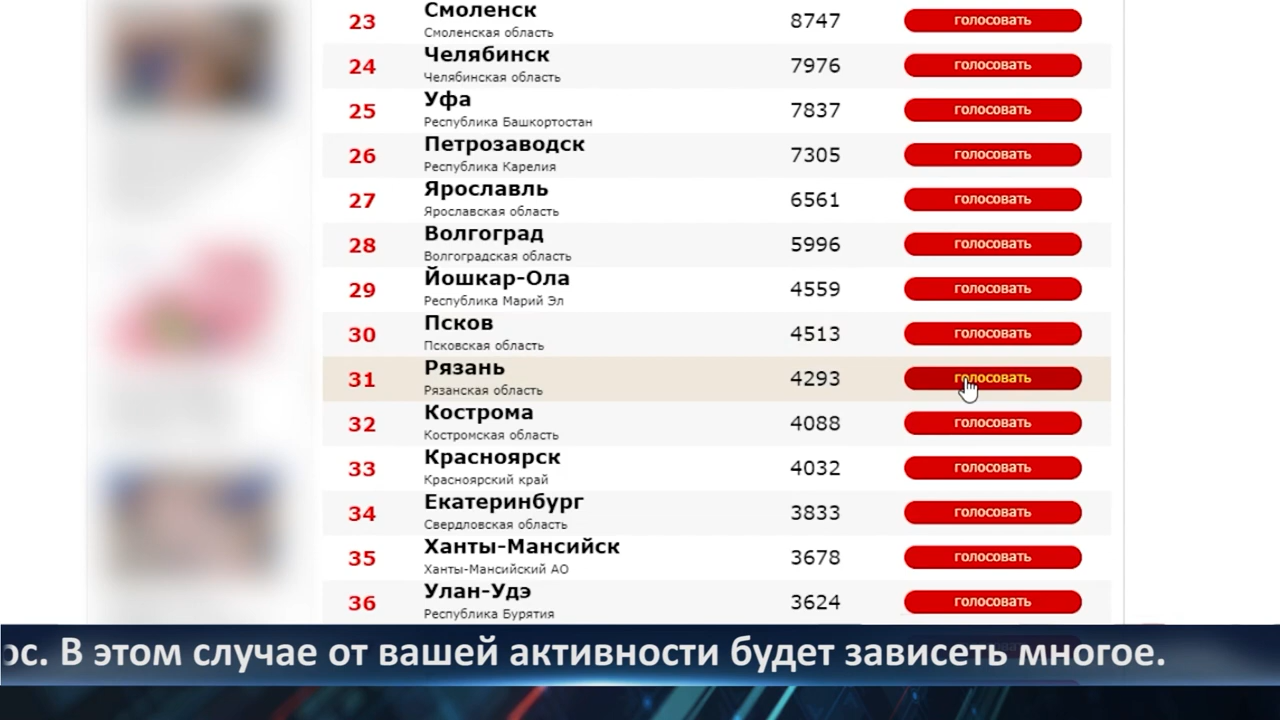 23 Смоленск 8747 голосовать
Смоленская область
24 Челябинск 7976 голосовать
Челябинская область
25 Уфа 7837 голосовать
Республика Башкортостан
26 Петрозаводск 7305 голосовать
Республика Карелия
27 Ярославль 6561 голосовать
Ярославская область
28 Волгоград 5996 голосовать
Волгоградская область
29 Йошкар-Ола 4559 голосовать
Республика Марий Эл
30 Псков 4513 голосовать
Псковская область
31 Рязань 4293 голосовать
Рязанская область
32 Кострома 4088 голосовать
Костромская область
33 Красноярск 4032 голосовать
Красноярский край
34 Екатеринбург 3833 голосовать
Свердловская область
35 Ханты-Мансийск 3678 голосовать
Ханты-Мансийский АО
36 Улан-Удэ 3624 голосовать
Республика Бурятия
ос. В этом случае от вашей активности будет зависеть многое.